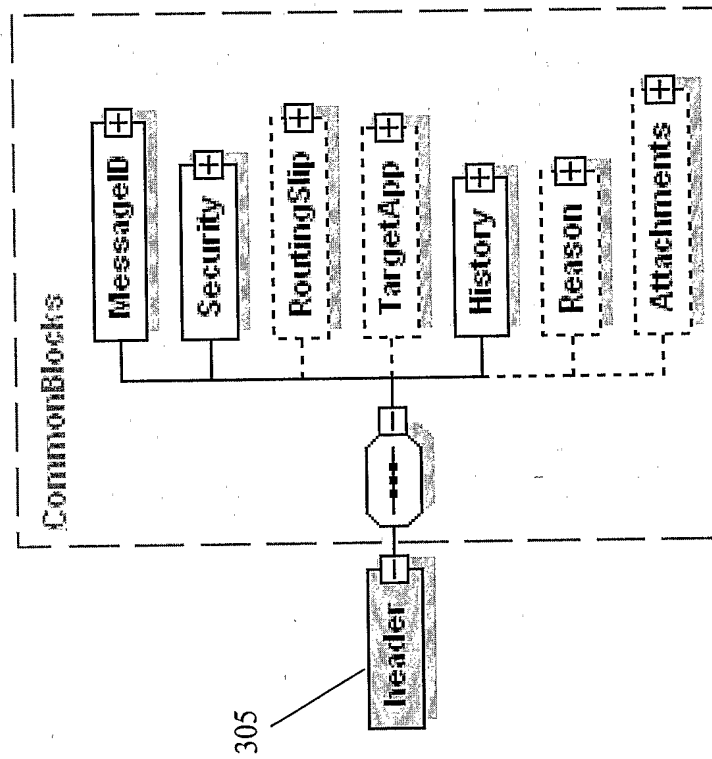 CommonBlocks
305
header
MessageID
Security
RoutingSlip
TargetApp
History
Reason
Attachments